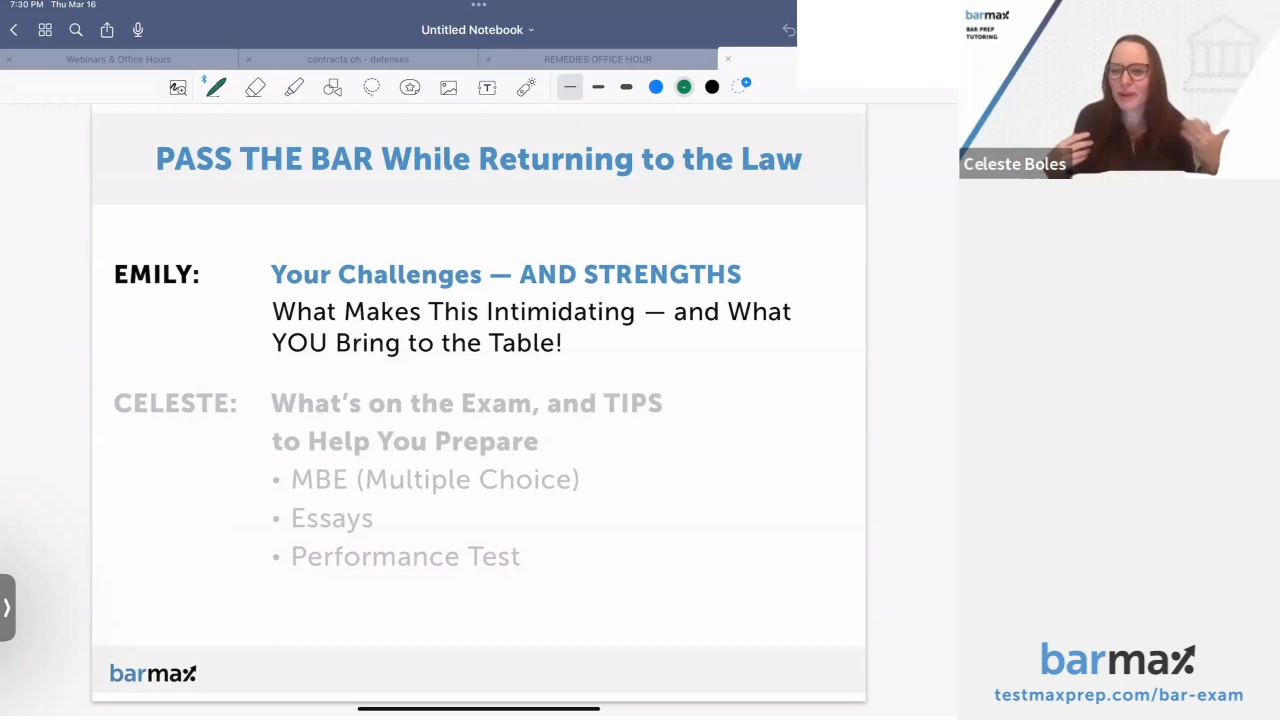 7:30 PM Thu Mar 16
Untitled Notebook
Webinars & Office Hours
contracts oh - defenses
REMEDIES OFFICE HOUR
PASS THE BAR While Returning to the Law
EMILY: Your Challenges — AND STRENGTHS
What Makes This Intimidating — and What
YOU Bring to the Table!
CELESTE: What's on the Exam, and TIPS
to Help You Prepare
• MBE (Multiple Choice)
• Essays
• Performance Test
barmax
barmax
BAR PREP
TUTORING
Celeste Boles
barmax
testmaxprep.com/bar-exam